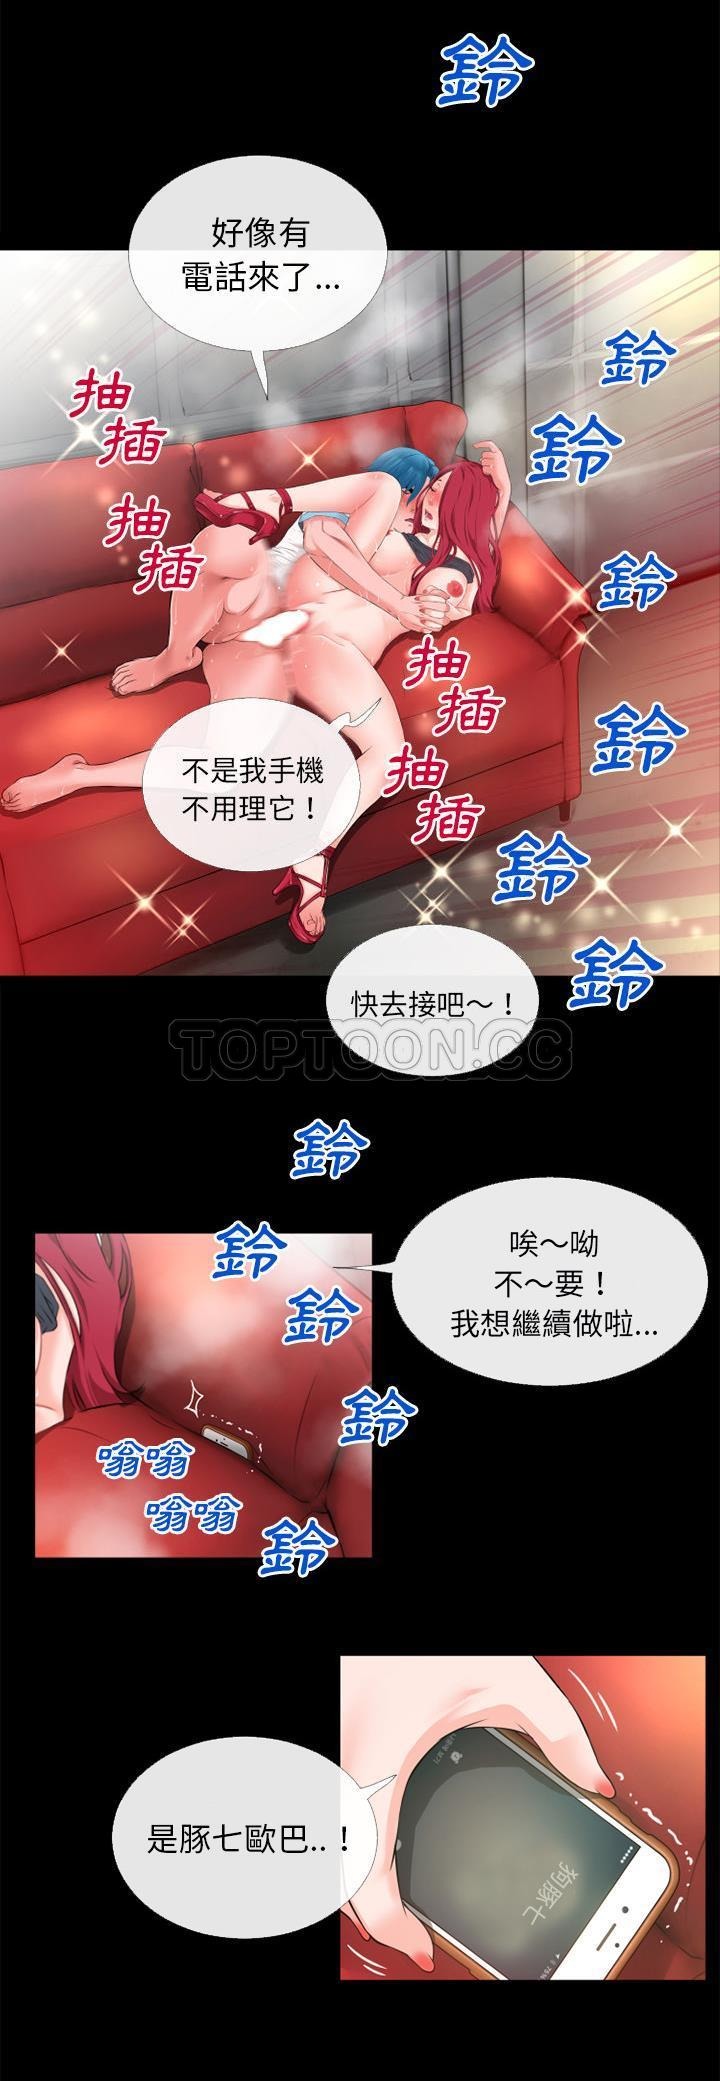 鈴
好像有
電話來了...
鈴
抽
插
鈴
抽
插
鈴
抽
插
鈴
不是我手機
不用理它！
抽
插
鈴
快去接吧～！
鈴
TOPTOON.CC
鈴
唉～呦
不～要！
我想繼續做啦...
鈴
鈴
鈴
嗡嗡
嗡嗡
鈴
是豚七歐巴..！
狗豚七